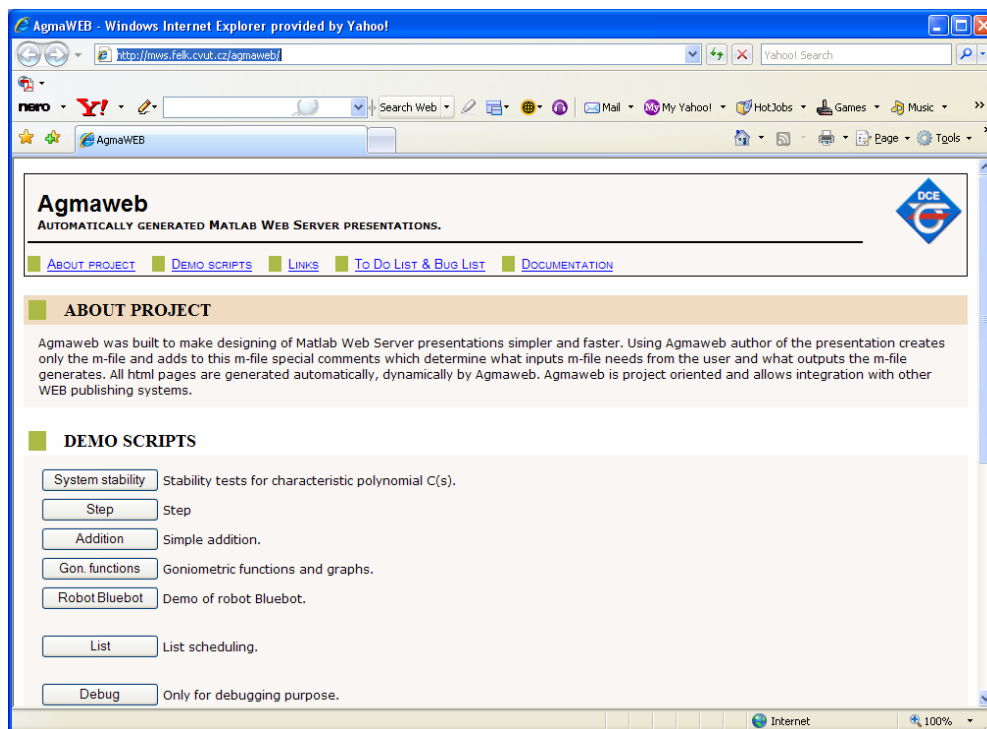 AgmaWEB - Windows Internet Explorer provided by Yahoo!
http://mws.felk.cvut.cz/agmaweb/
Yahoo! Search
nero Y! Search Web Mail My Yahoo! HotJobs Games Music »
AgmaWEB Page Tools
Agmaweb
DCE
AUTOMATICALLY GENERATED MATLAB WEB SERVER PRESENTATIONS.
ABOUT PROJECT DEMO SCRIPTS LINKS TO DO LIST & BUG LIST DOCUMENTATION
ABOUT PROJECT
Agmaweb was built to make designing of Matlab Web Server presentations simpler and faster. Using Agmaweb author of the presentation creates
only the m-file and adds to this m-file special comments which determine what inputs m-file needs from the user and what outputs the m-file
generates. All html pages are generated automatically, dynamically by Agmaweb. Agmaweb is project oriented and allows integration with other
WEB publishing systems.
DEMO SCRIPTS
System stability Stability tests for characteristic polynomial C(s).
Step Step
Addition Simple addition.
Gon. functions Goniometric functions and graphs.
Robot Bluebot Demo of robot Bluebot.
List List scheduling.
Debug Only for debugging purpose.
Internet 100%